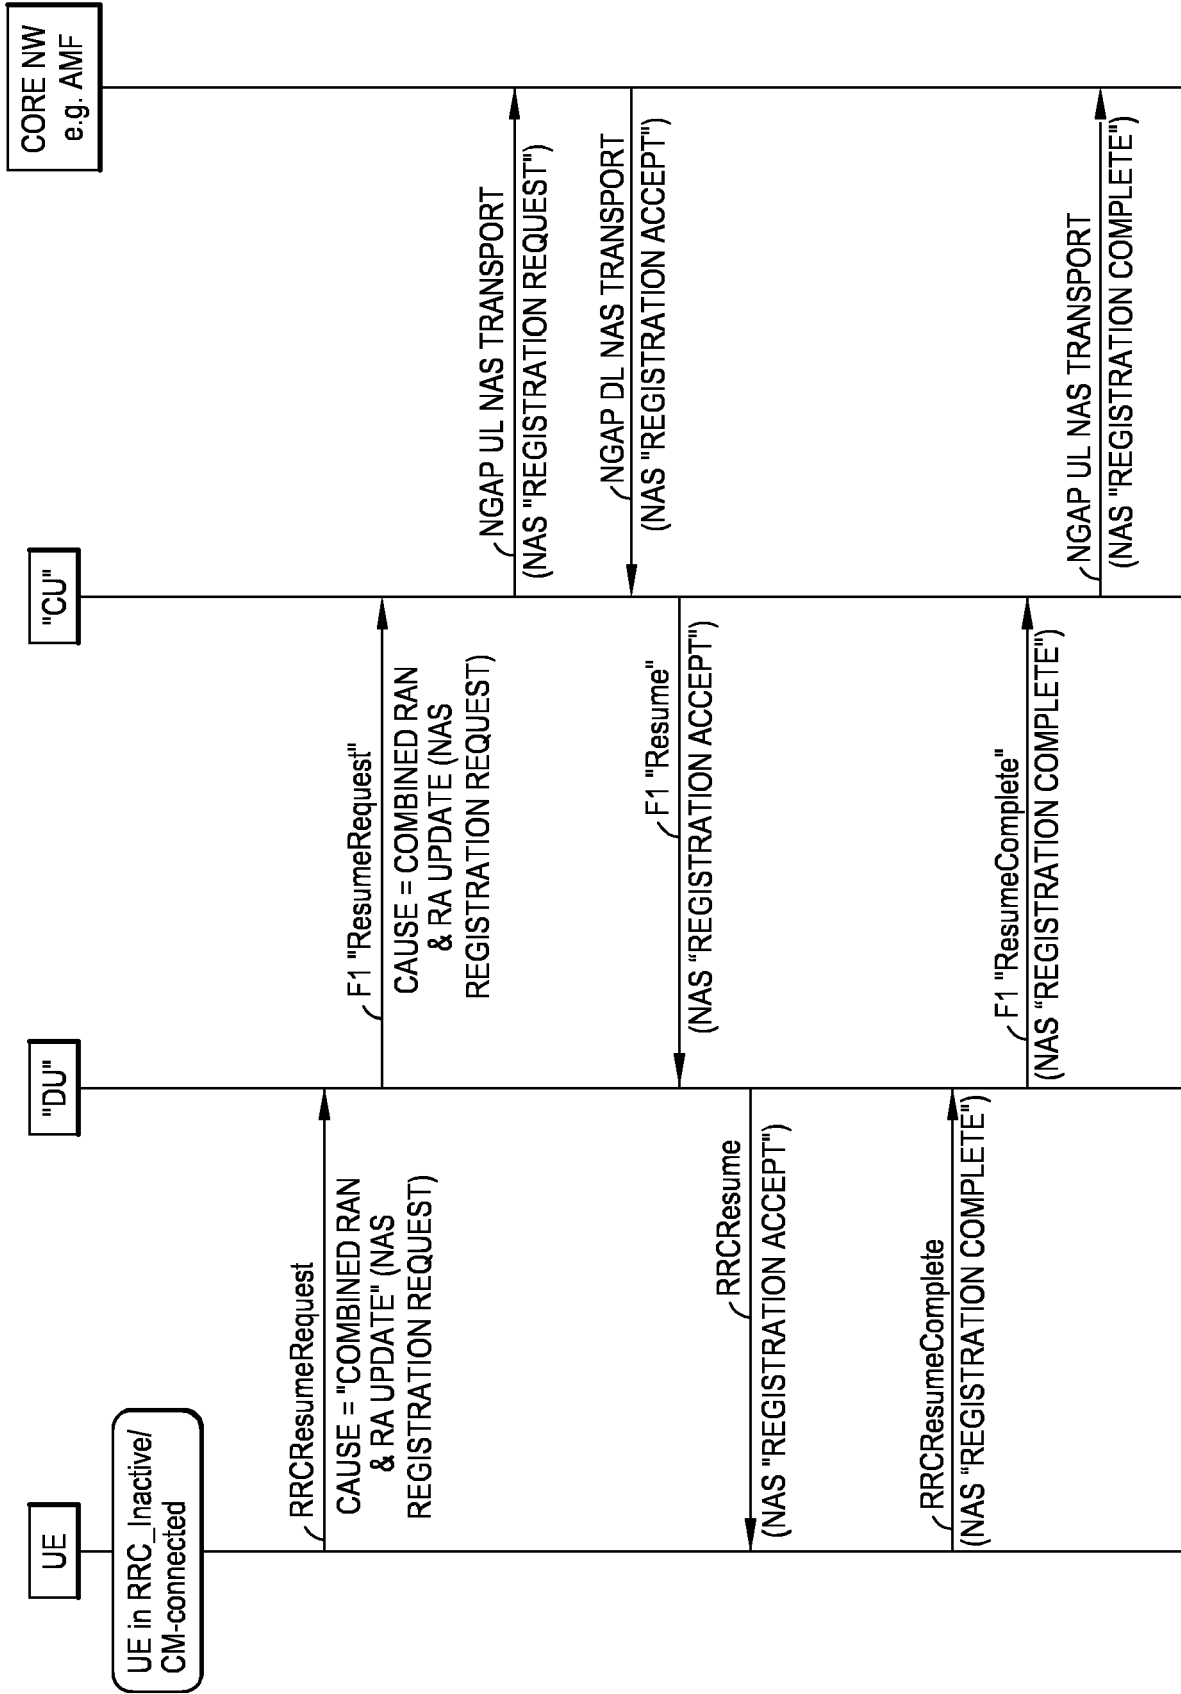 UE
"DU"
"CU"
CORE NW
e.g. AMF
UE in RRC_Inactive/
CM-connected
RRCResumeRequest
CAUSE = "COMBINED RAN
& RA UPDATE" (NAS
REGISTRATION REQUEST)
F1 "ResumeRequest"
CAUSE = COMBINED RAN
& RA UPDATE (NAS
REGISTRATION REQUEST)
NGAP UL NAS TRANSPORT
(NAS "REGISTRATION REQUEST")
NGAP DL NAS TRANSPORT
(NAS "REGISTRATION ACCEPT")
F1 "Resume"
(NAS “REGISTRATION ACCEPT")
RRCResume
(NAS "REGISTRATION ACCEPT")
RRCResumeComplete
(NAS “REGISTRATION COMPLETE")
F1 "ResumeComplete"
(NAS “REGISTRATION COMPLETE")
NGAP UL NAS TRANSPORT
(NAS "REGISTRATION COMPLETE")